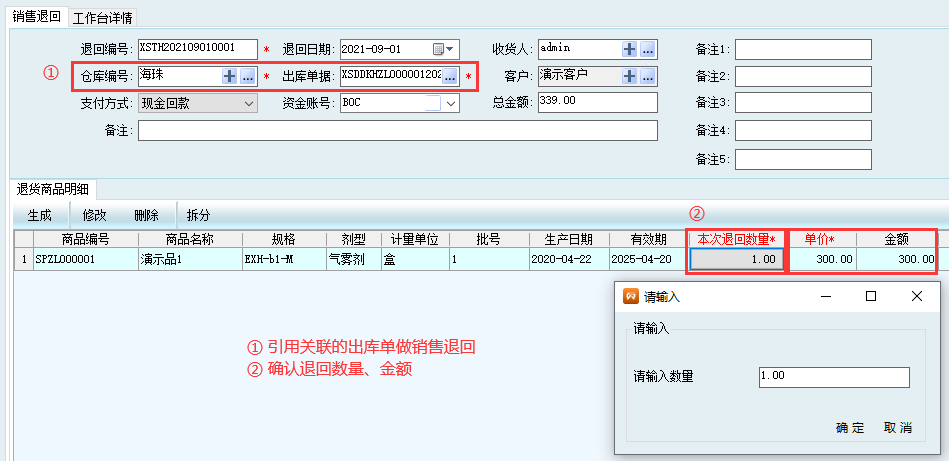 销售退回 工作台详情
退回编号: XSTH202109010001 * 退回日期: 2021-09-01 收货人: admin 备注1:
① 仓库编号: 海珠 * 出库单据: XSDDKHZL000001202 * 客户: 演示客户 备注2:
支付方式: 现金回款 资金账号: BOC 总金额: 339.00 备注3:
备注: 备注4:
备注5:
退货商品明细
生成 修改 删除 拆分 ②
商品编号 商品名称 规格 剂型 计量单位 批号 生产日期 有效期 本次退回数量* 单价* 金额
1 SPZL000001 演示品1 EXH-b1-M 气雾剂 盒 1 2020-04-22 2025-04-20 1.00 300.00 300.00
请输入
请输入
请输入数量 1.00
确定 取消
① 引用关联的出库单做销售退回
② 确认退回数量、金额